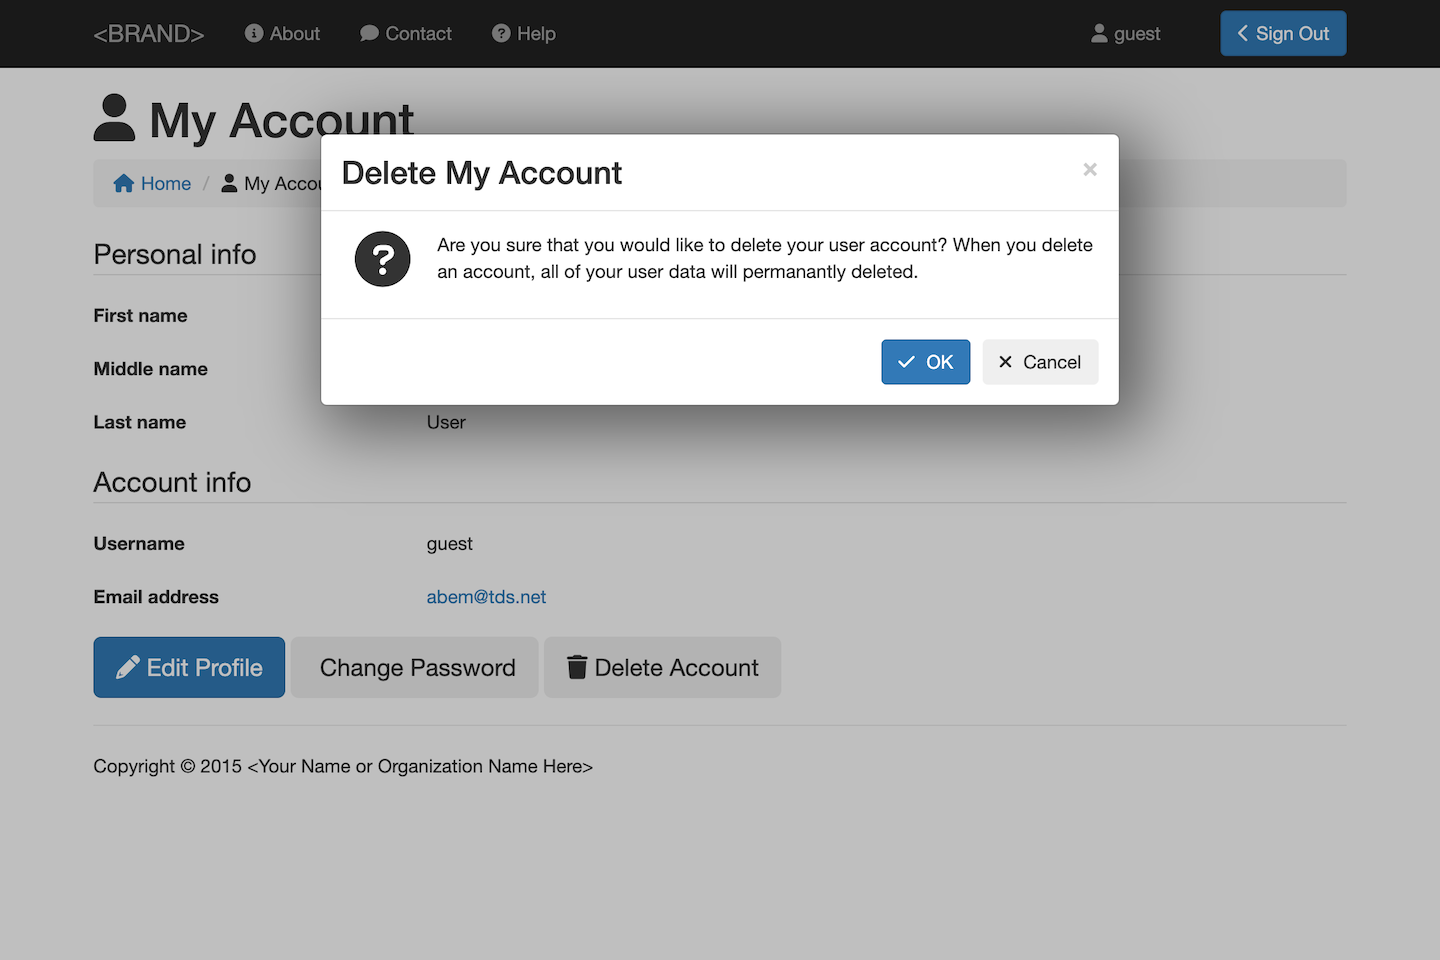 <BRAND> About Contact Help guest Sign Out
My Account
Home / My Accou
Delete My Account ×
Are you sure that you would like to delete your user account? When you delete
an account, all of your user data will permanantly deleted.
OK Cancel
Personal info
First name
Middle name
Last name User
Account info
Username guest
Email address abem@tds.net
Edit Profile Change Password Delete Account
Copyright © 2015 <Your Name or Organization Name Here>